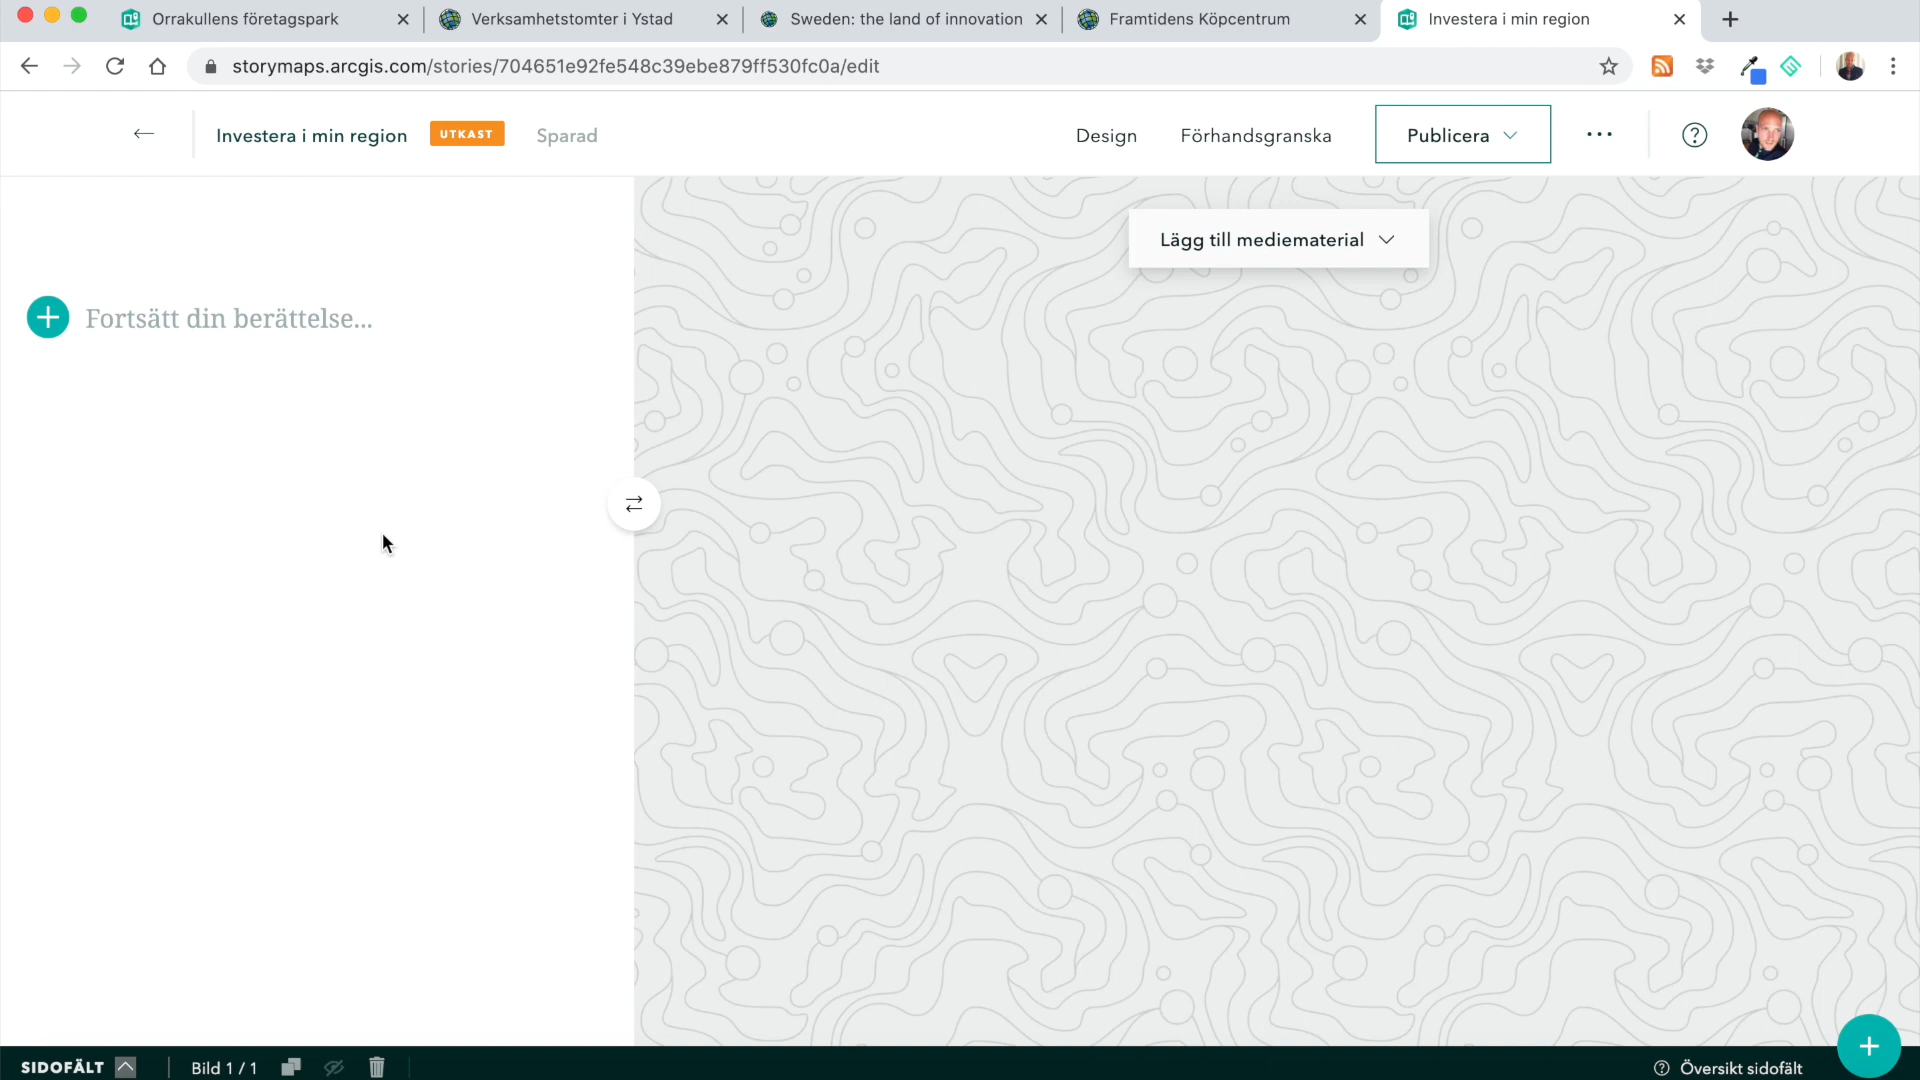 Orrakullens företagspark
Verksamhetstomter i Ystad
Sweden: the land of innovation
Framtidens Köpcentrum
Investera i min region
storymaps.arcgis.com/stories/704651e92fe548c39ebe879ff530fc0a/edit
Investera i min region
UTKAST
Sparad
Design
Förhandsgranska
Publicera
Lägg till mediematerial
Fortsätt din berättelse...
SIDOFÄLT
Bild 1 / 1
Översikt sidofält